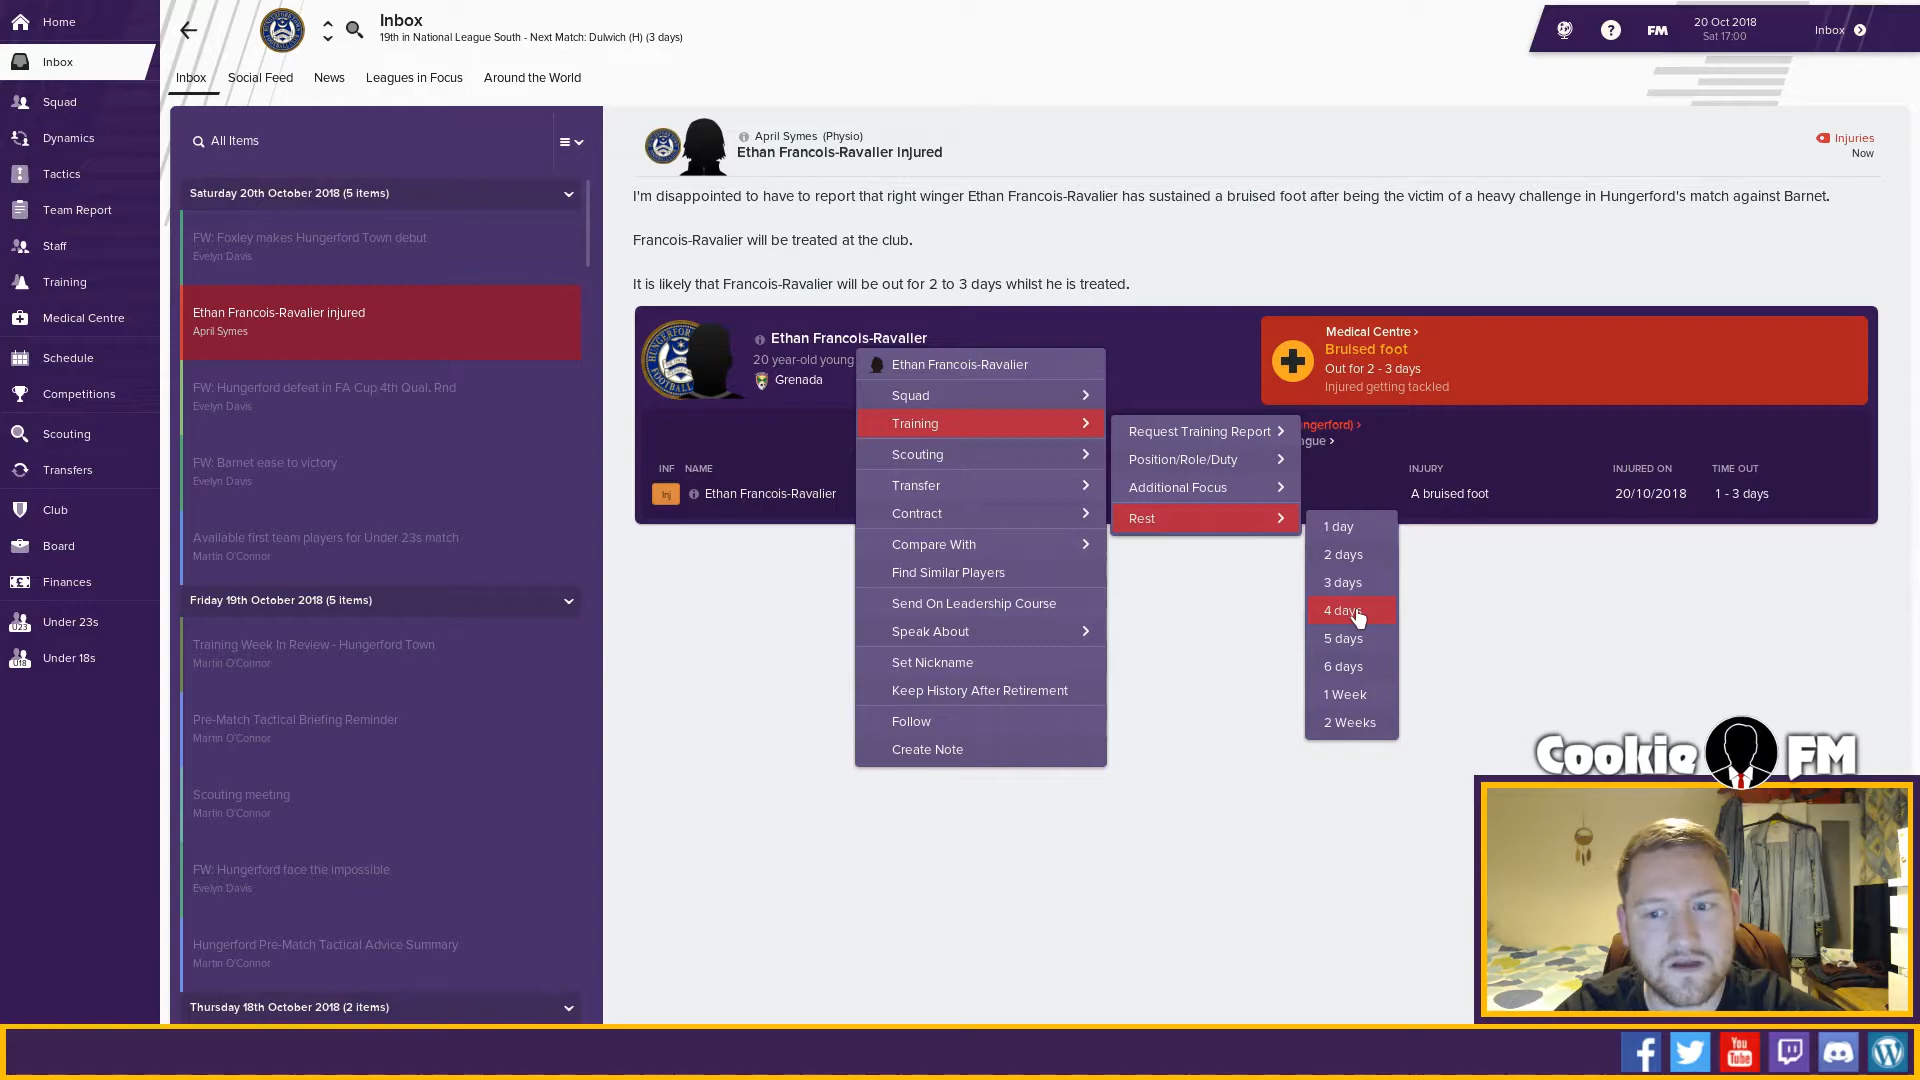 Home
Inbox
Squad
Dynamics
Tactics
Team Report
Staff
Training
Medical Centre
Schedule
Competitions
Scouting
Transfers
Club
Board
Finances
U23
Under 23s
U18
Under 18s
Inbox
19th in National League South - Next Match: Dulwich (H) (3 days)
?
FM
20 Oct 2018
Sat 17:00
Inbox
Inbox
Social Feed
News
Leagues in Focus
Around the World
All Items
Saturday 20th October 2018 (5 items)
FW: Foxley makes Hungerford Town debut
Evelyn Davis
Ethan Francois-Ravalier injured
April Symes
FW: Hungerford defeat in FA Cup 4th Qual. Rnd
Evelyn Davis
FW: Barnet ease to victory
Evelyn Davis
Available first team players for Under 23s match
Martin O'Connor
Friday 19th October 2018 (5 items)
Training Week In Review - Hungerford Town
Martin O'Connor
Pre-Match Tactical Briefing Reminder
Martin O'Connor
Scouting meeting
Martin O'Connor
FW: Hungerford face the impossible
Evelyn Davis
Hungerford Pre-Match Tactical Advice Summary
Martin O'Connor
Thursday 18th October 2018 (2 items)
April Symes (Physio)
Ethan Francois-Ravalier injured
Injuries
Now
I'm disappointed to have to report that right winger Ethan Francois-Ravalier has sustained a bruised foot after being the victim of a heavy challenge in Hungerford's match against Barnet.
Francois-Ravalier will be treated at the club.
It is likely that Francois-Ravalier will be out for 2 to 3 days whilst he is treated.
Ethan Francois-Ravalier
20 year-old young
Grenada
Medical Centre >
Bruised foot
Out for 2 - 3 days
Injured getting tackled
ngerford) >
gue >
INF NAME INJURY INJURED ON TIME OUT
Inj Ethan Francois-Ravalier A bruised foot 20/10/2018 1 - 3 days
Ethan Francois-Ravalier
Squad
Training
Scouting
Transfer
Contract
Compare With
Find Similar Players
Send On Leadership Course
Speak About
Set Nickname
Keep History After Retirement
Follow
Create Note
Request Training Report
Position/Role/Duty
Additional Focus
Rest
1 day
2 days
3 days
4 days
5 days
6 days
1 Week
2 Weeks
Cookie FM
You Tube